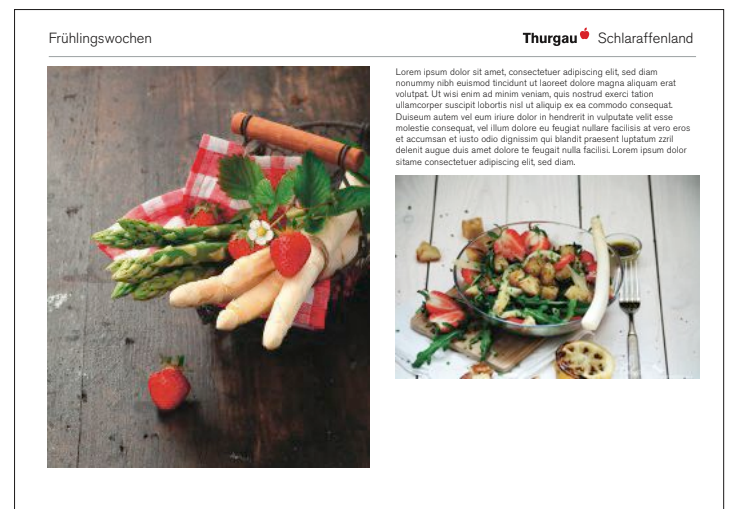 Frühlingswochen
Thurgau Schlaraffenland
Lorem ipsum dolor sit amet, consectetuer adipiscing elit, sed diam
nonummy nibh euismod tincidunt ut laoreet dolore magna aliquam erat
volutpat. Ut wisi enim ad minim veniam, quis nostrud exerci tation
ullamcorper suscipit lobortis nisl ut aliquip ex ea commodo consequat.
Duiseum autem vel eum iriure dolor in hendrerit in vulputate velit esse
molestie consequat, vel illum dolore eu feugiat nullare facilisis at vero eros
et accumsan et iusto odio dignissim qui blandit praesent luptatum zzril
delenit augue duis amet dolore te feugait nulla facilisi. Lorem ipsum dolor
sitame consectetuer adipiscing elit, sed diam.